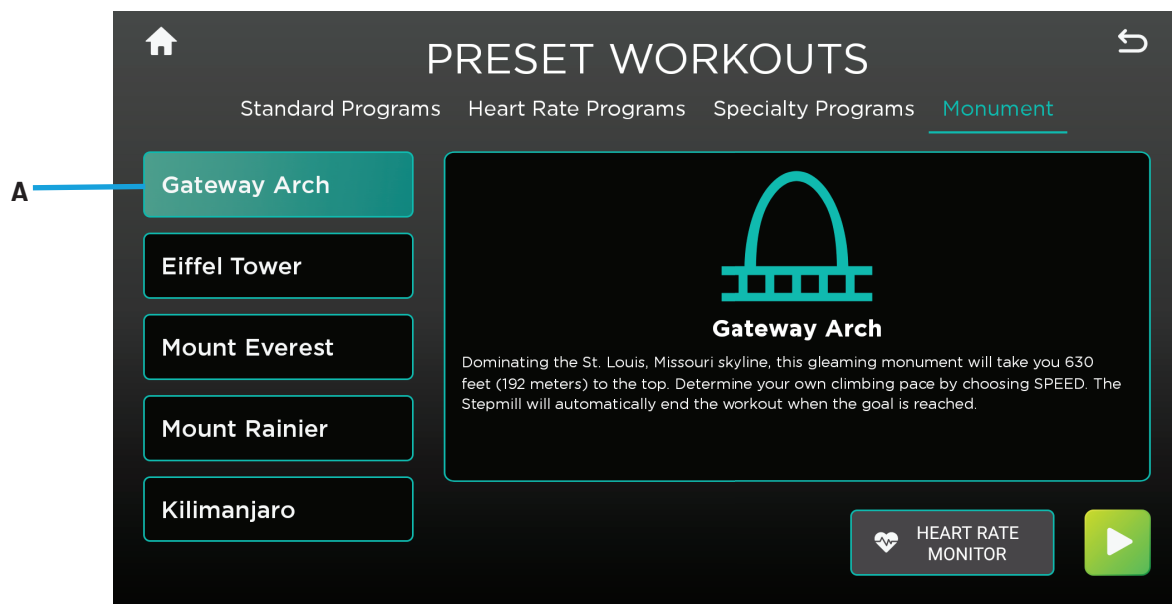 PRESET WORKOUTS
Standard Programs Heart Rate Programs Specialty Programs Monument
A
Gateway Arch
Eiffel Tower
Mount Everest
Mount Rainier
Kilimanjaro
Gateway Arch
Dominating the St. Louis, Missouri skyline, this gleaming monument will take you 630
feet (192 meters) to the top. Determine your own climbing pace by choosing SPEED. The
Stepmill will automatically end the workout when the goal is reached.
HEART RATE
MONITOR